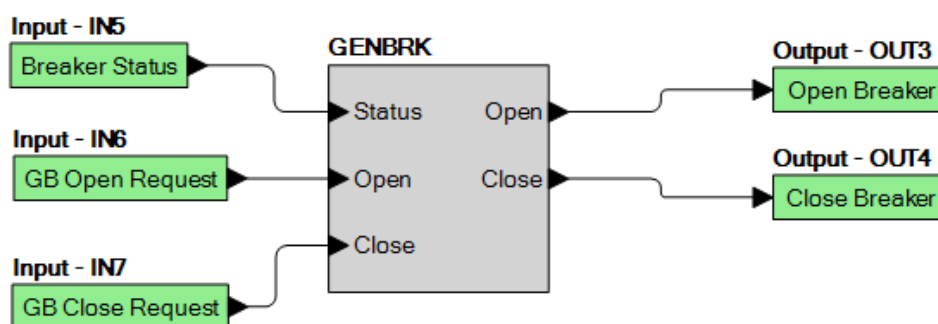 Input - IN5
Breaker Status
Input - IN6
GB Open Request
Input - IN7
GB Close Request
GENBRK
Status
Open
Close
Open
Close
Output - OUT3
Open Breaker
Output - OUT4
Close Breaker